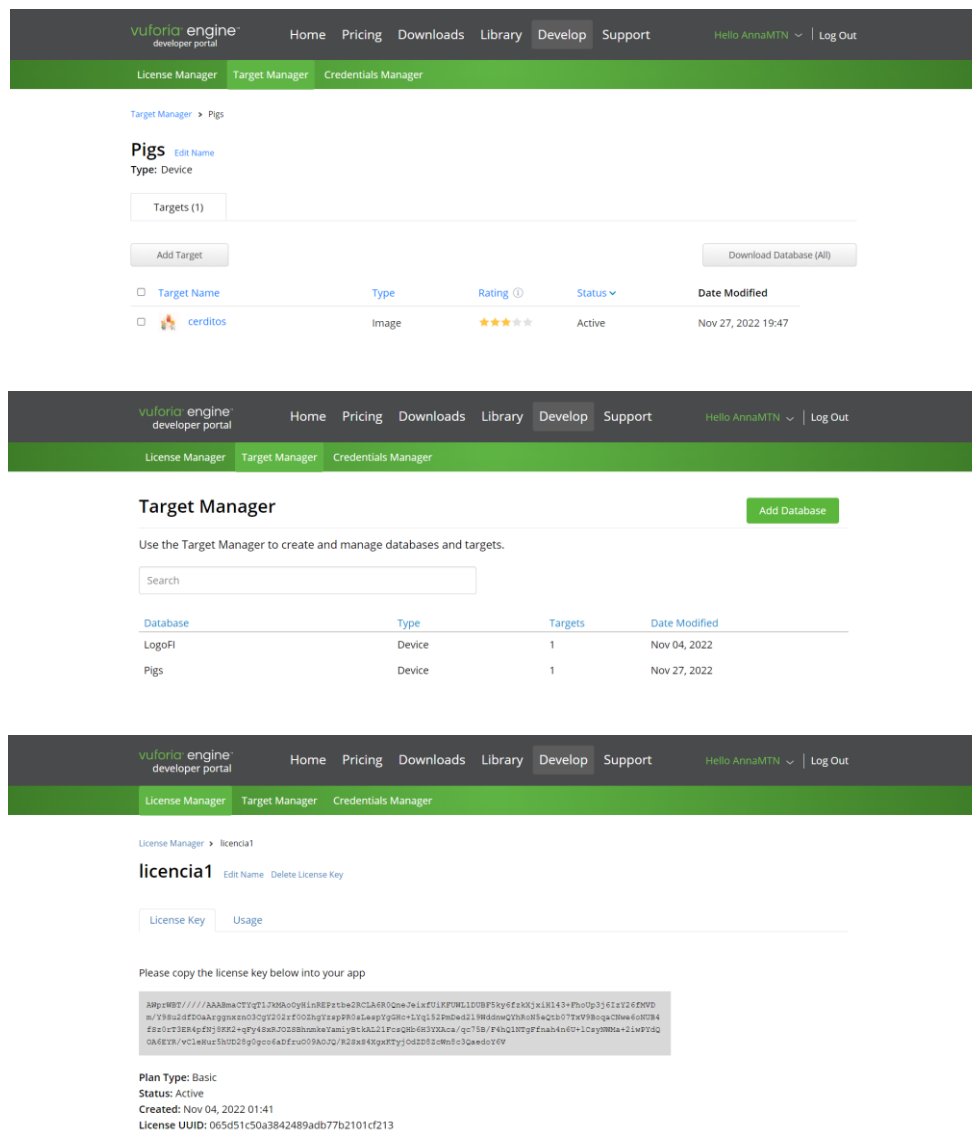 vuforia engine™
developer portal
Home Pricing Downloads Library Develop Support Hello AnnaMTN Log Out
License Manager Target Manager Credentials Manager
Target Manager > Pigs
Pigs Edit Name
Type: Device
Targets (1)
Add Target Download Database (All)
Target Name Type Rating Status Date Modified
cerditos Image Active Nov 27, 2022 19:47
vuforia engine™
developer portal
Home Pricing Downloads Library Develop Support Hello AnnaMTN Log Out
License Manager Target Manager Credentials Manager
Target Manager Add Database
Use the Target Manager to create and manage databases and targets.
Search
Database Type Targets Date Modified
LogoFI Device 1 Nov 04, 2022
Pigs Device 1 Nov 27, 2022
vuforia engine™
developer portal
Home Pricing Downloads Library Develop Support Hello AnnaMTN Log Out
License Manager Target Manager Credentials Manager
License Manager > licencia1
licencia1 Edit Name Delete License Key
License Key Usage
Please copy the license key below into your app
Plan Type: Basic
Status: Active
Created: Nov 04, 2022 01:41
License UUID: 065d51c50a3842489adb77b2101cf213